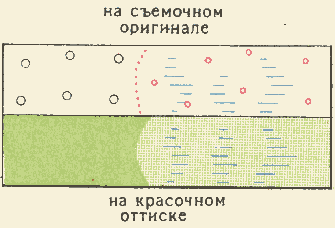 на съемочном
оригинале
на красочном
оттиске